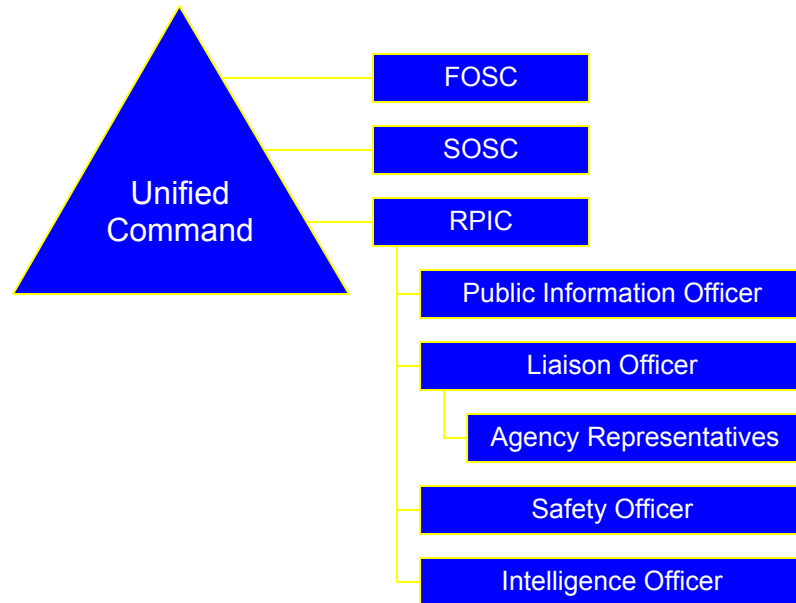 FOSC
SOSC
Unified
Command
RPIC
Public Information Officer
Liaison Officer
Agency Representatives
Safety Officer
Intelligence Officer